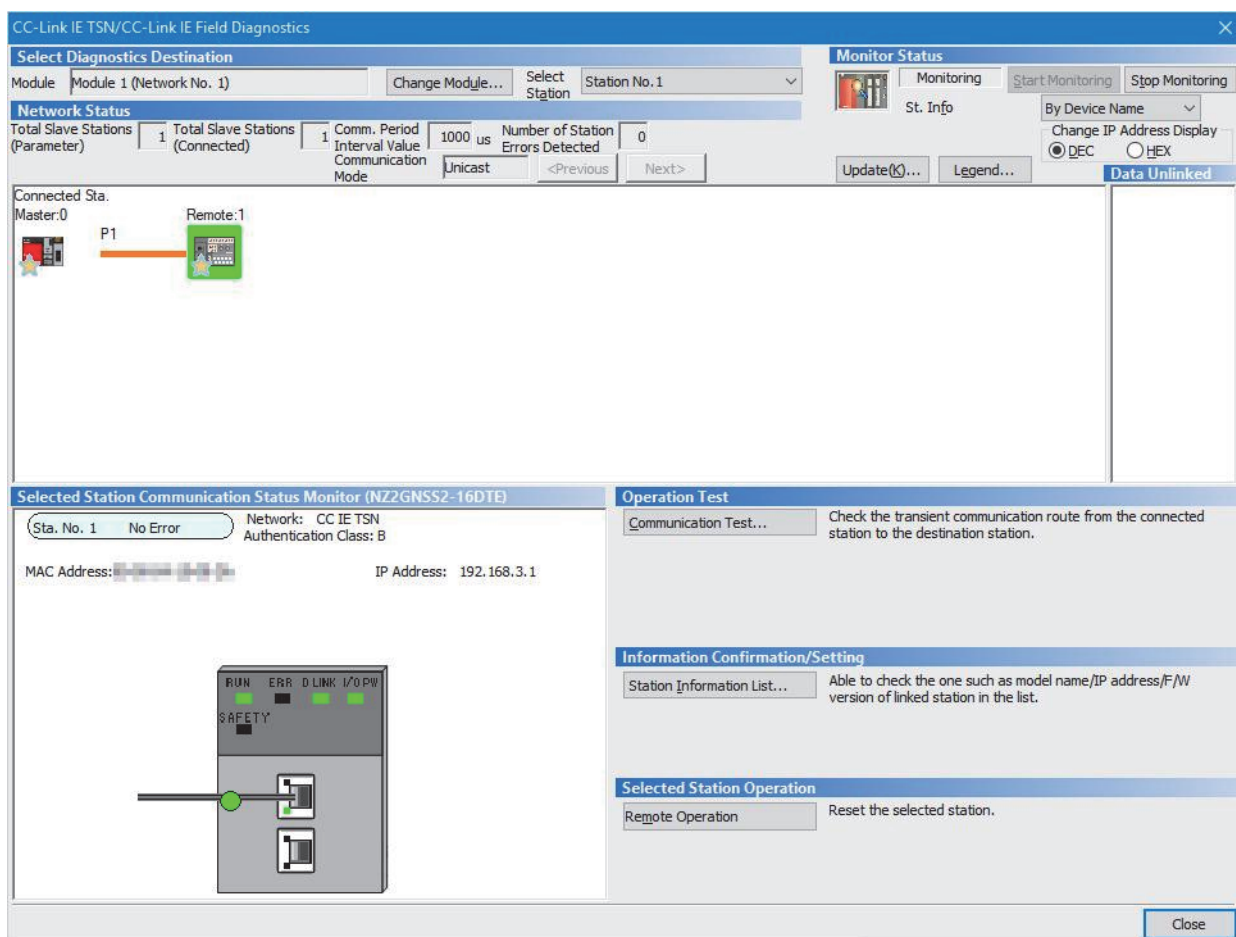 CC-Link IE TSN/CC-Link IE Field Diagnostics
Select Diagnostics Destination
Module Module 1 (Network No. 1) Change Module... Select Station Station No. 1
Monitor Status
Monitoring Start Monitoring Stop Monitoring
St. Info By Device Name
Change IP Address Display
DEC HEX
Update(K)... Legend...
Network Status
Total Slave Stations (Parameter) 1 Total Slave Stations (Connected) 1 Comm. Period Interval Value 1000 us Number of Station Errors Detected 0
Communication Mode Unicast <Previous Next>
Data Unlinked
Connected Sta.
Master:0 Remote:1
P1
Selected Station Communication Status Monitor (NZ2GNSS2-16DTE)
Sta. No. 1 No Error
Network: CC IE TSN
Authentication Class: B
MAC Address:
IP Address: 192.168.3.1
RUN ERR D LINK I/O PW
SAFETY
Operation Test
Communication Test...
Check the transient communication route from the connected
station to the destination station.
Information Confirmation/Setting
Station Information List...
Able to check the one such as model name/IP address/F/W
version of linked station in the list.
Selected Station Operation
Remote Operation
Reset the selected station.
Close